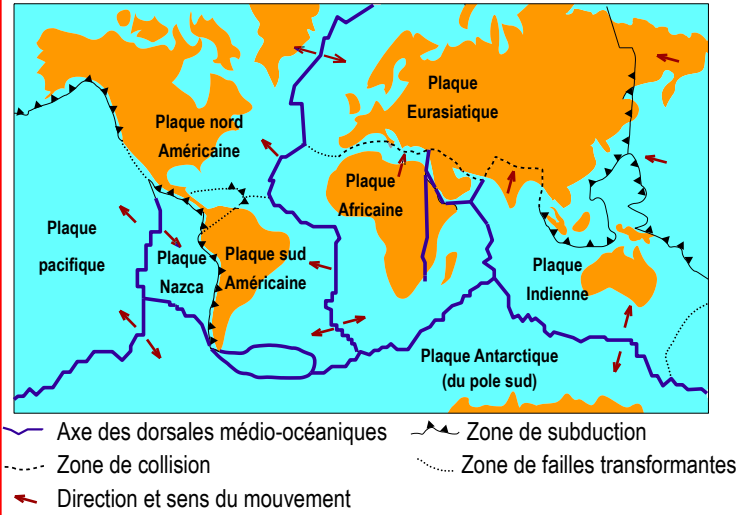 Plaque
Eurasiatique
Plaque nord
Américaine
Plaque
Africaine
Plaque
pacifique
Plaque
Nazca
Plaque sud
Américaine
Plaque
Indienne
Plaque Antarctique
(du pole sud)
Axe des dorsales médio-océaniques
Zone de subduction
Zone de collision
Zone de failles transformantes
Direction et sens du mouvement